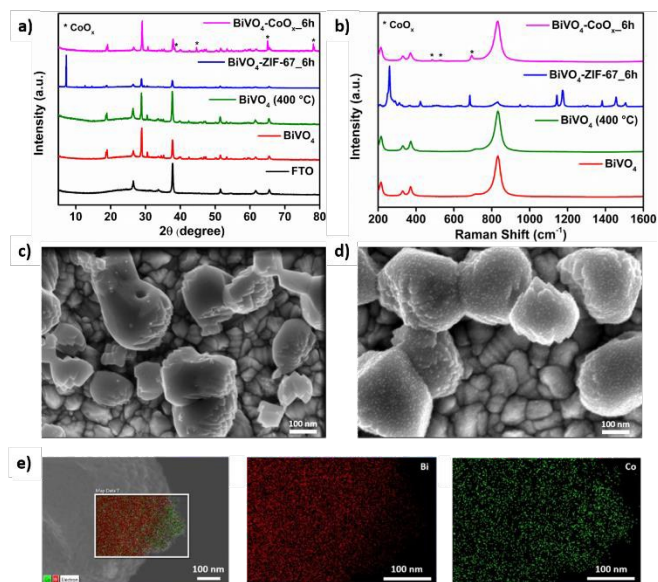 a)
* CoOₓ
BiVO₄-CoOₓ_6h
BiVO₄-ZIF-67_6h
BiVO₄ (400 °C)
BiVO₄
FTO
Intensity (a.u.)
10 20 30 40 50 60 70 80
2θ (degree)
b)
* CoOₓ
BiVO₄-CoOₓ_6h
BiVO₄-ZIF-67_6h
BiVO₄ (400 °C)
BiVO₄
Intensity (a.u.)
200 400 600 800 1000 1200 1400 1600
Raman Shift (cm⁻¹)
c)
100 nm
d)
100 nm
e)
100 nm
Bi
100 nm
Co
100 nm